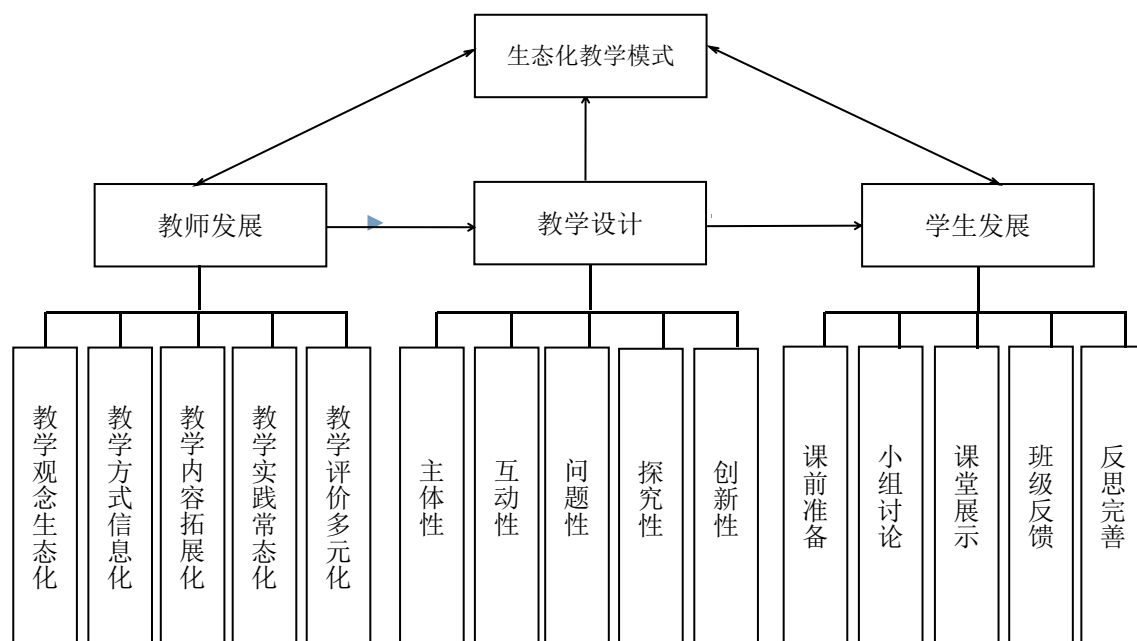 生态化教学模式
教师发展
教学设计
学生发展
教学观念生态化
教学方式信息化
教学内容拓展化
教学实践常态化
教学评价多元化
主体性
互动性
问题性
探究性
创新性
课前准备
小组讨论
课堂展示
班级反馈
反思完善